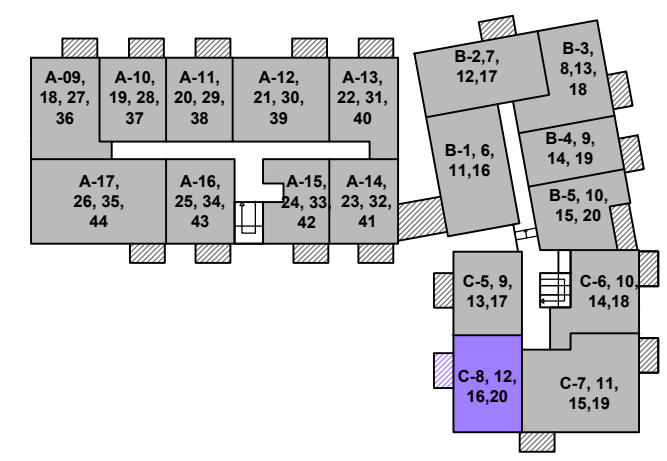 A-09,
18, 27,
36
A-10,
19, 28,
37
A-11,
20, 29,
38
A-12,
21, 30,
39
A-13,
22, 31,
40
A-17,
26, 35,
44
A-16,
25, 34,
43
A-15,
24, 33,
42
A-14,
23, 32,
41
B-2,7,
12,17
B-3,
8,13,
18
B-1, 6,
11,16
B-4, 9,
14, 19
B-5, 10,
15, 20
C-5, 9,
13,17
C-6, 10,
14,18
C-8, 12,
16,20
C-7, 11,
15,19